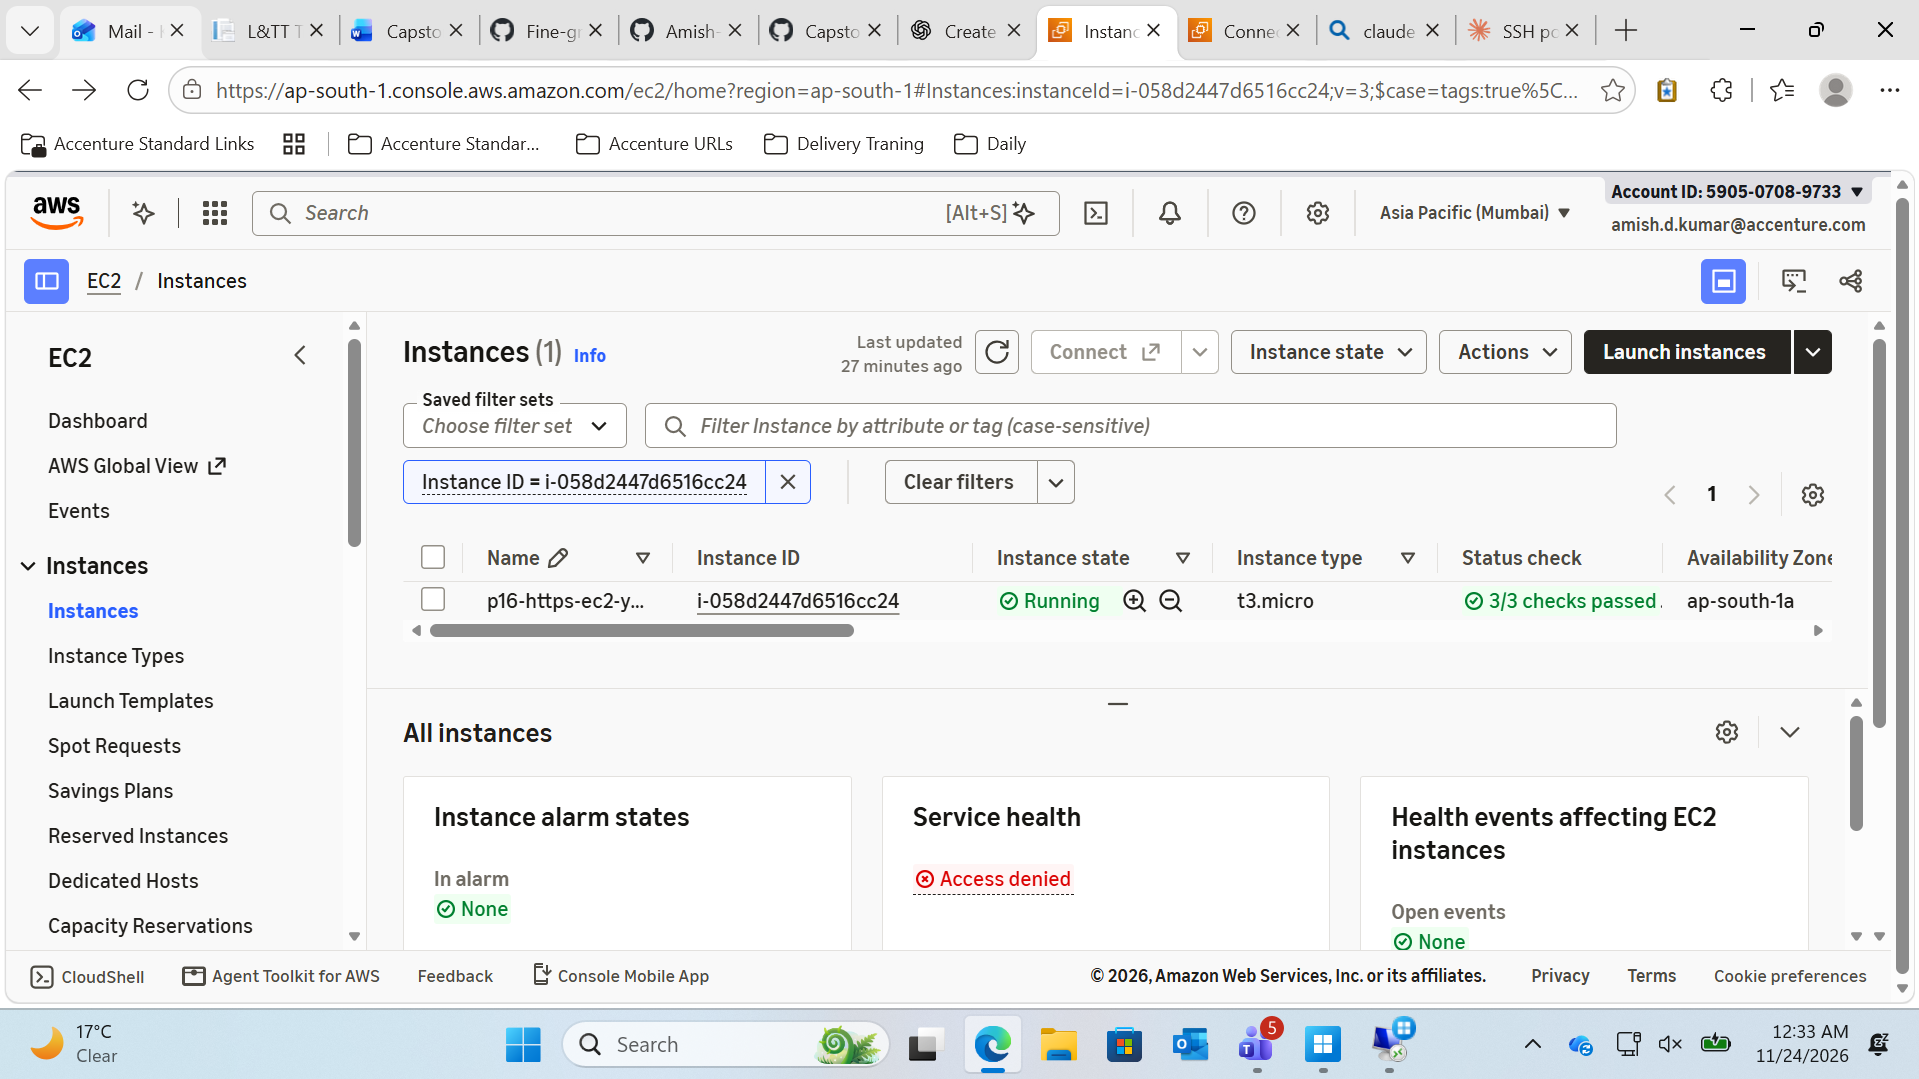 Mail -
L&TT T
Capsto
Fine-gr
Amish-
Capsto
Create
Instanc
Connec
claude
SSH po
https://ap-south-1.console.aws.amazon.com/ec2/home?region=ap-south-1#Instances:instanceId=i-058d2447d6516cc24;v=3;$case=tags:true%5C...
Accenture Standard Links
Accenture Standar...
Accenture URLs
Delivery Traning
Daily
aws
Search
[Alt+S]
Asia Pacific (Mumbai)
Account ID: 5905-0708-9733
amish.d.kumar@accenture.com
EC2 / Instances
EC2
Dashboard
AWS Global View
Events
Instances
Instances
Instance Types
Launch Templates
Spot Requests
Savings Plans
Reserved Instances
Dedicated Hosts
Capacity Reservations
Instances (1) Info
Last updated
27 minutes ago
Connect
Instance state
Actions
Launch instances
Saved filter sets
Choose filter set
Filter Instance by attribute or tag (case-sensitive)
Instance ID = i-058d2447d6516cc24
Clear filters
1
Name
Instance ID
Instance state
Instance type
Status check
Availability Zone
p16-https-ec2-y...
i-058d2447d6516cc24
Running
t3.micro
3/3 checks passed
ap-south-1a
All instances
Instance alarm states
In alarm
None
Service health
Access denied
Health events affecting EC2
instances
Open events
None
CloudShell
Agent Toolkit for AWS
Feedback
Console Mobile App
© 2026, Amazon Web Services, Inc. or its affiliates.
Privacy
Terms
Cookie preferences
17°C
Clear
Search
5
12:33 AM
11/24/2026